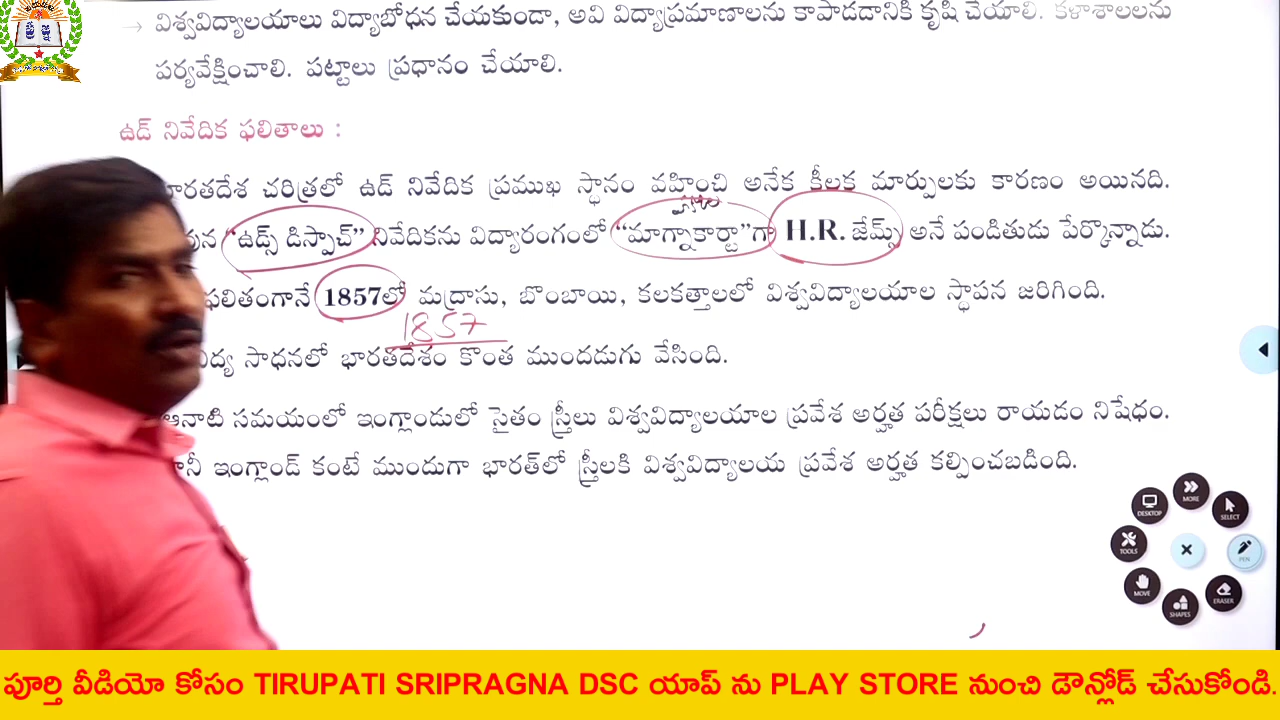 → విశ్వవిద్యాలయాలు విద్యాబోధన చేయకుండా, అవి విద్యాప్రమాణాలను కాపాడడానికి కృషి చేయాలి. కళాశాలలను
పర్యవేక్షించాలి. పట్టాలు ప్రధానం చేయాలి.
ఉడ్ నివేదిక ఫలితాలు :
భారతదేశ చరిత్రలో ఉడ్ నివేదిక ప్రముఖ స్థానం వహించి అనేక కీలక మార్పులకు కారణం అయినది.
“ఉడ్స్ డిస్పాచ్” నివేదికను విద్యారంగంలో “మాగ్నాకార్టా”గా H.R. జేమ్స్ అనే పండితుడు పేర్కొన్నాడు.
ఫలితంగానే 1857లో మద్రాసు, బొంబాయి, కలకత్తాలలో విశ్వవిద్యాలయాల స్థాపన జరిగింది.
1857
విద్య సాధనలో భారతదేశం కొంత ముందడుగు వేసింది.
ఆనాటి సమయంలో ఇంగ్లాండులో సైతం స్త్రీలు విశ్వవిద్యాలయాల ప్రవేశ అర్హత పరీక్షలు రాయడం నిషేధం.
కానీ ఇంగ్లాండ్ కంటే ముందుగా భారత్‌లో స్త్రీలకి విశ్వవిద్యాలయ ప్రవేశ అర్హత కల్పించబడింది.
MORE
DESKTOP
SELECT
TOOLS
PEN
MOVE
ERASER
SHAPES
పూర్తి వీడియో కోసం TIRUPATI SRIPRAGNA DSC యాప్ ను PLAY STORE నుంచి డౌన్లోడ్ చేసుకోండి.